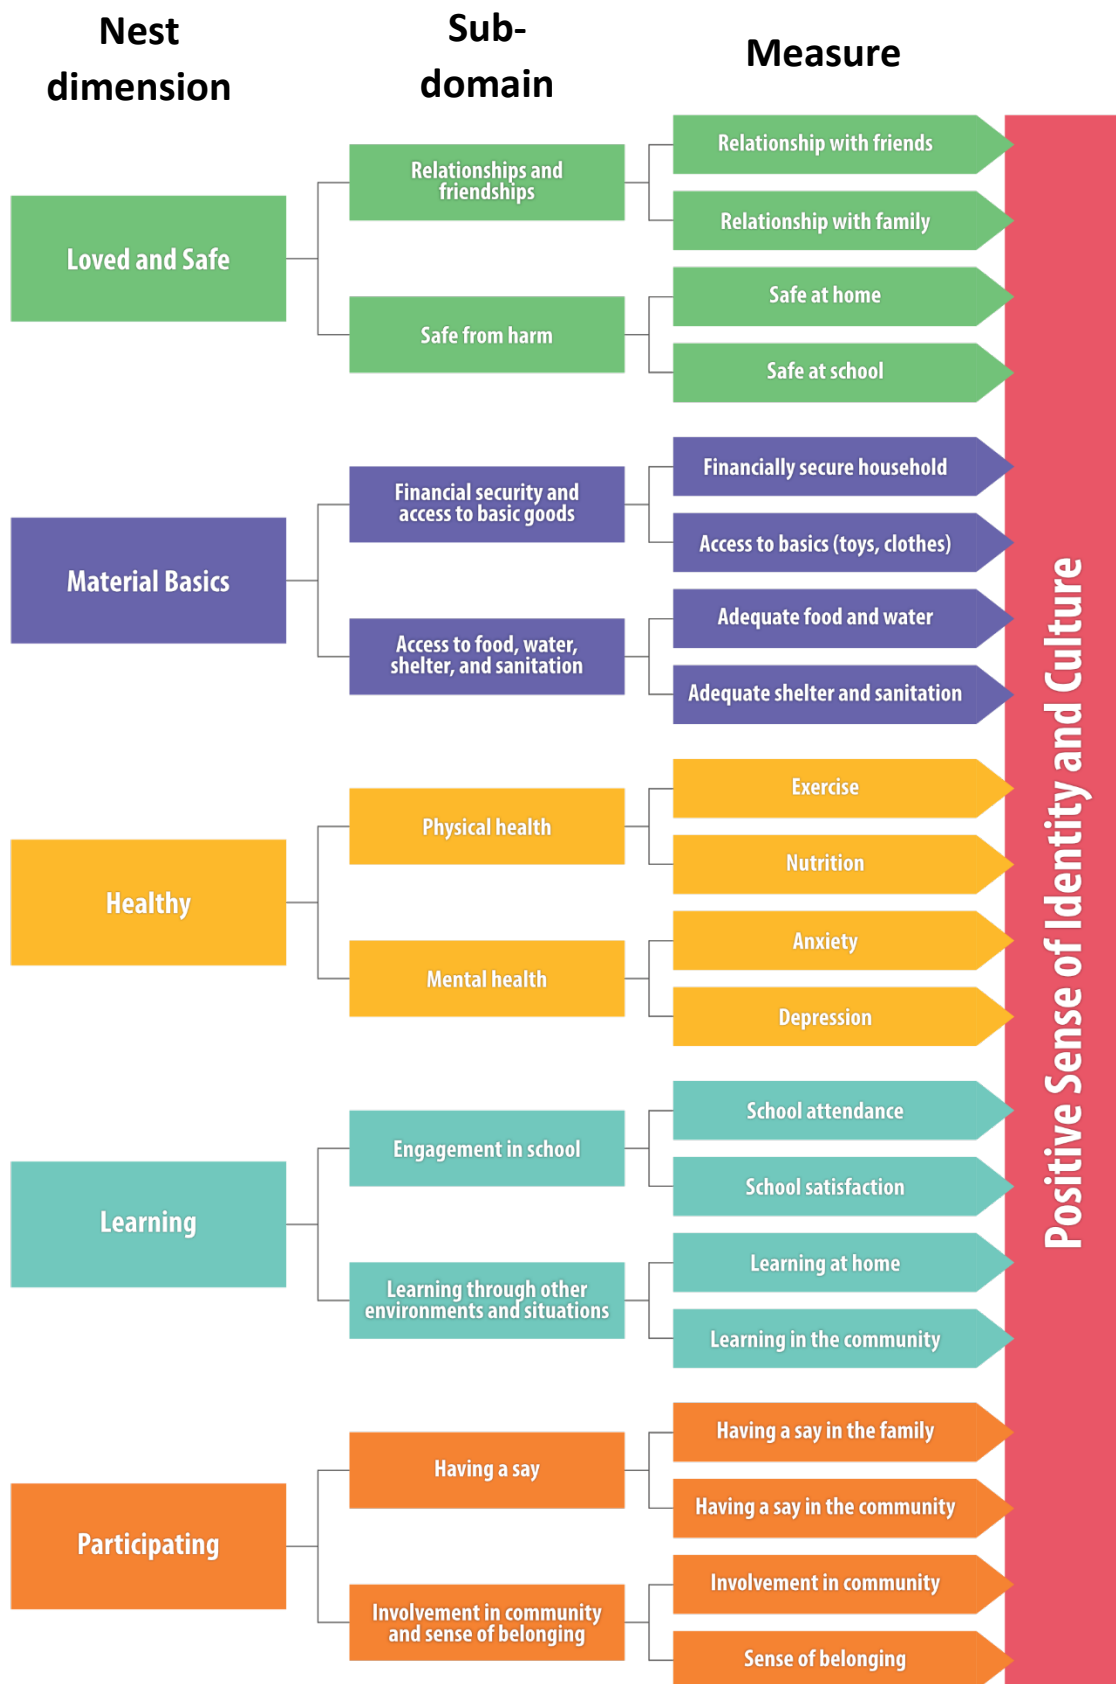 Nest
dimension
Sub-
domain
Measure
Loved and Safe
Relationships and
friendships
Relationship with friends
Relationship with family
Safe from harm
Safe at home
Safe at school
Material Basics
Financial security and
access to basic goods
Financially secure household
Access to basics (toys, clothes)
Access to food, water,
shelter, and sanitation
Adequate food and water
Adequate shelter and sanitation
Healthy
Physical health
Exercise
Nutrition
Mental health
Anxiety
Depression
Learning
Engagement in school
School attendance
School satisfaction
Learning through other
environments and situations
Learning at home
Learning in the community
Participating
Having a say
Having a say in the family
Having a say in the community
Involvement in community
and sense of belonging
Involvement in community
Sense of belonging
Positive Sense of Identity and Culture